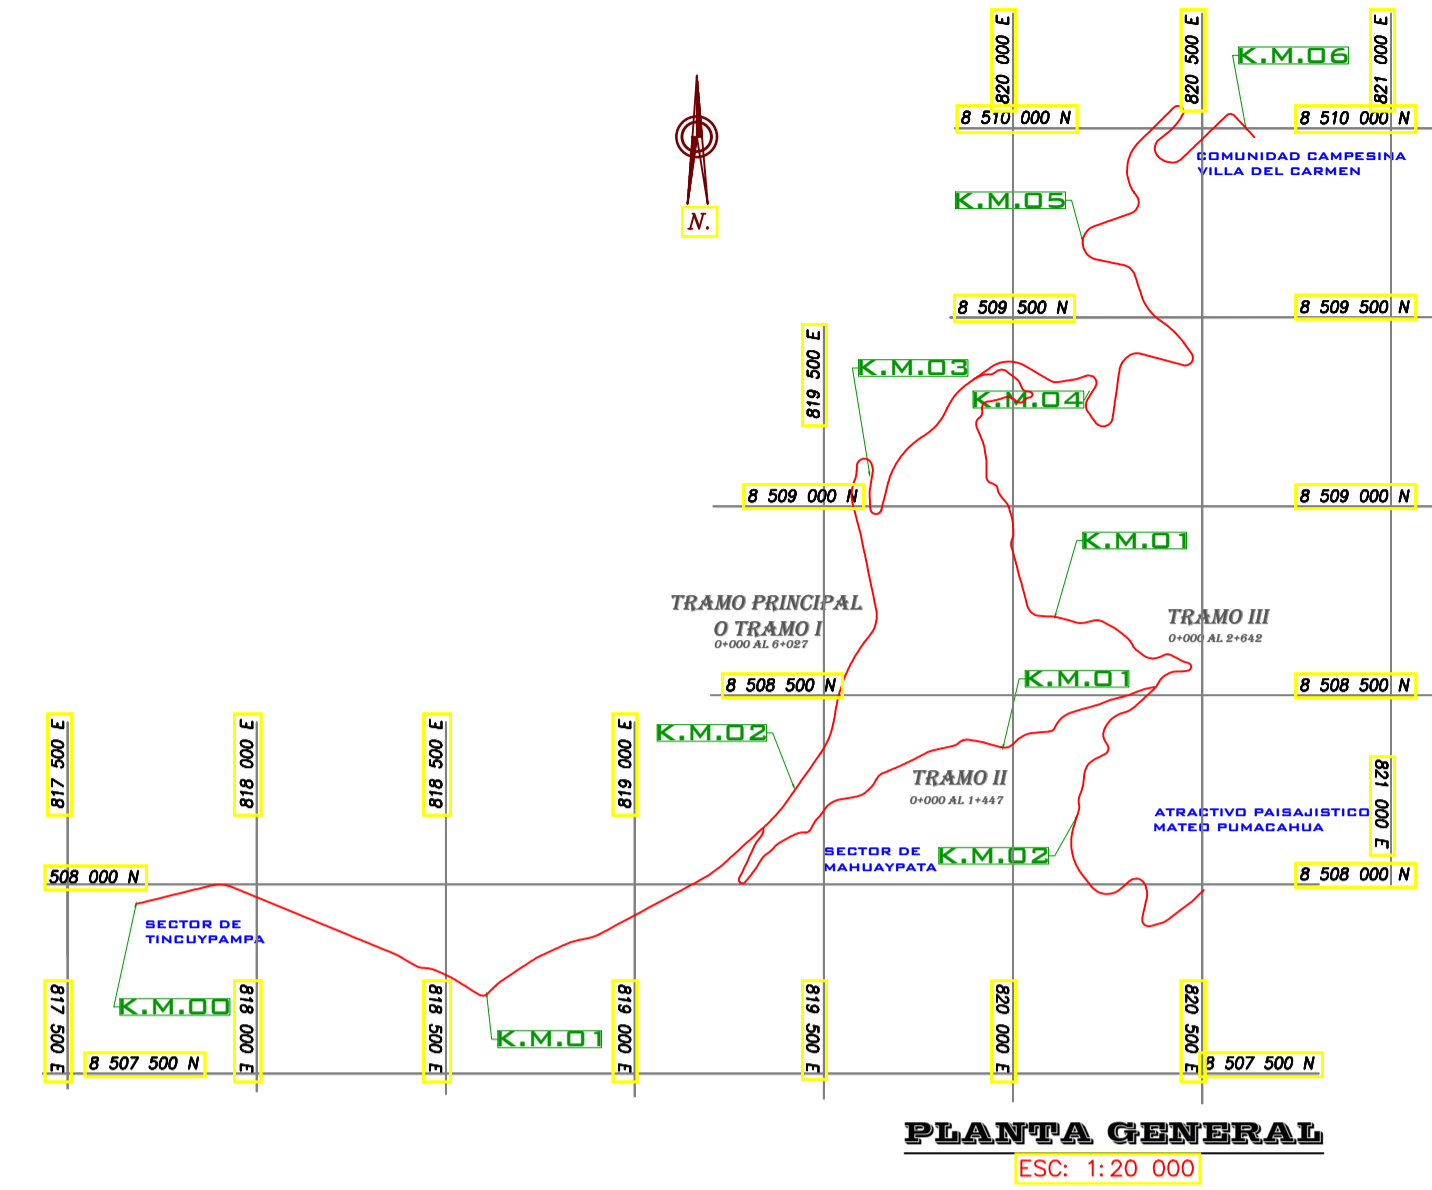 820 000 E
820 500 E
821 000 E
K.M.06
8 510 000 N
8 510 000 N
COMUNIDAD CAMPESINA
VILLA DEL CARMEN
K.M.05
N.
8 509 500 N
8 509 500 N
819 500 E
K.M.03
K.M.04
8 509 000 N
8 509 000 N
K.M.01
TRAMO PRINCIPAL
O TRAMO I
0+000 AL 6+027
TRAMO III
0+000 AL 2+642
8 508 500 N
K.M.01
8 508 500 N
K.M.02
817 500 E
818 000 E
818 500 E
819 000 E
TRAMO II
0+000 AL 1+447
821 000 E
ATRACTIVO PAISAJISTICO
MATEO PUMACAHUA
SECTOR DE
MAHUAYPATA
K.M.02
508 000 N
8 508 000 N
SECTOR DE
TINCUYPAMPA
K.M.00
K.M.01
817 500 E
818 000 E
818 500 E
819 000 E
819 500 E
820 000 E
820 500 E
8 507 500 N
8 507 500 N
PLANTA GENERAL
ESC: 1:20 000